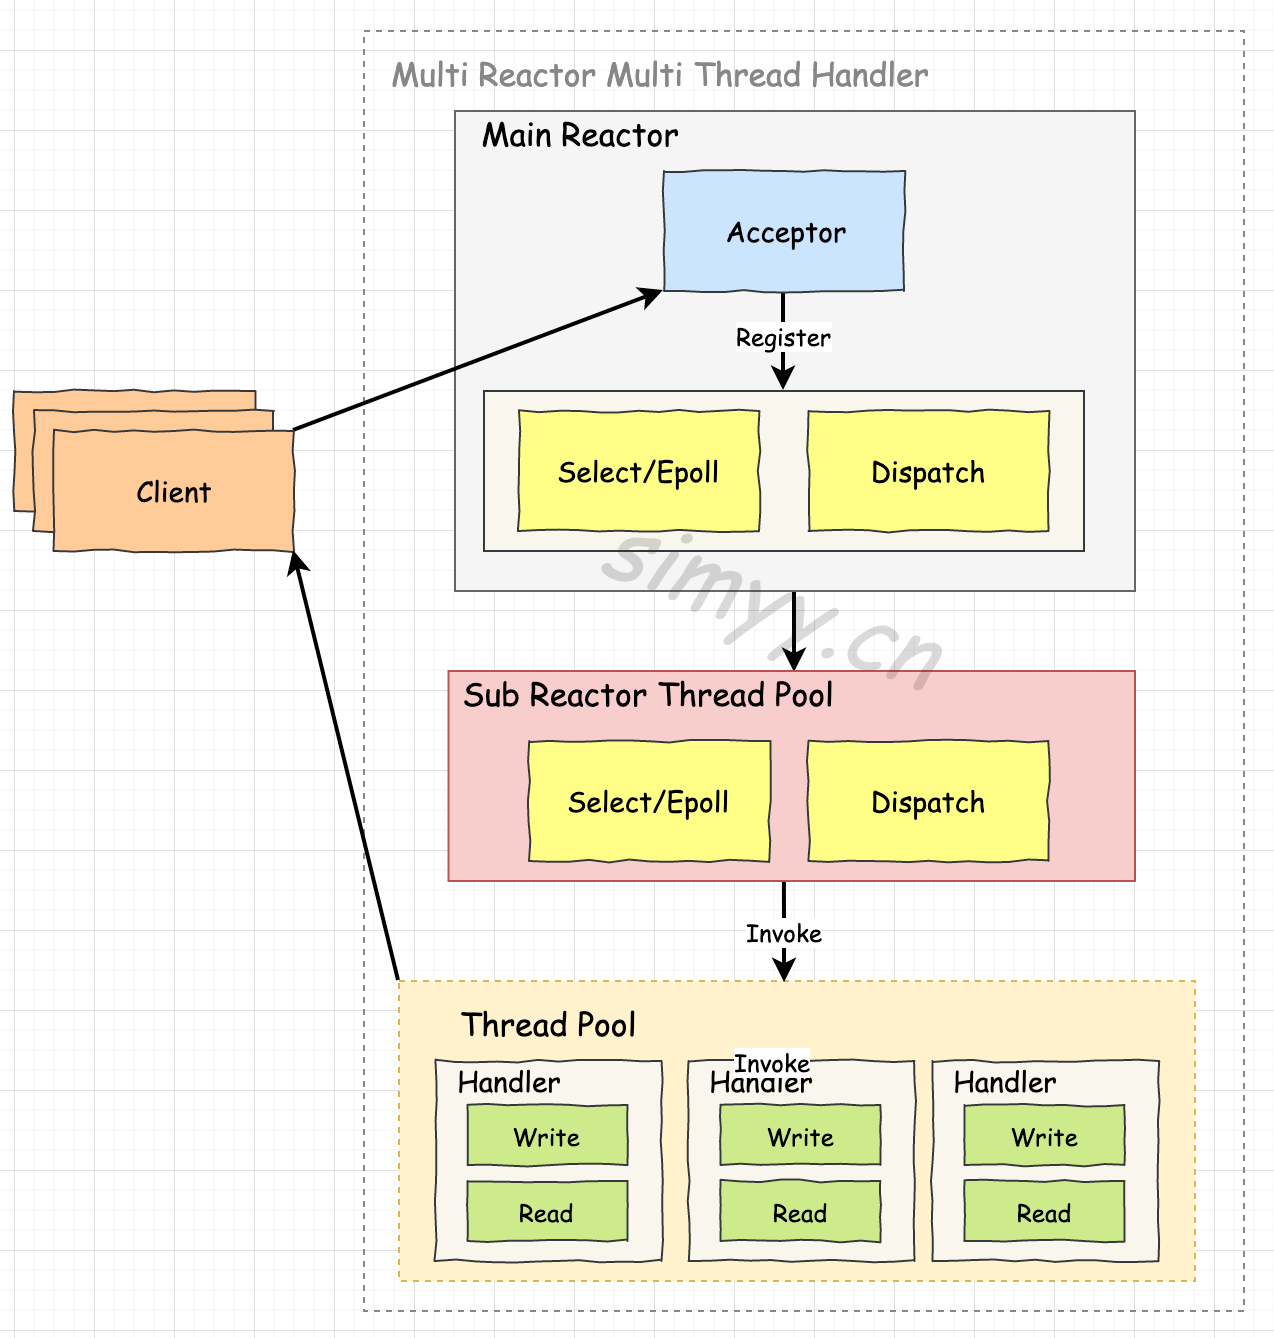 Multi Reactor Multi Thread Handler
Main Reactor
Acceptor
Register
Select/Epoll
Dispatch
Client
simyy.cn
Sub Reactor Thread Pool
Select/Epoll
Dispatch
Invoke
Thread Pool
Invoke
Handler
Handler
Handler
Write
Write
Write
Read
Read
Read